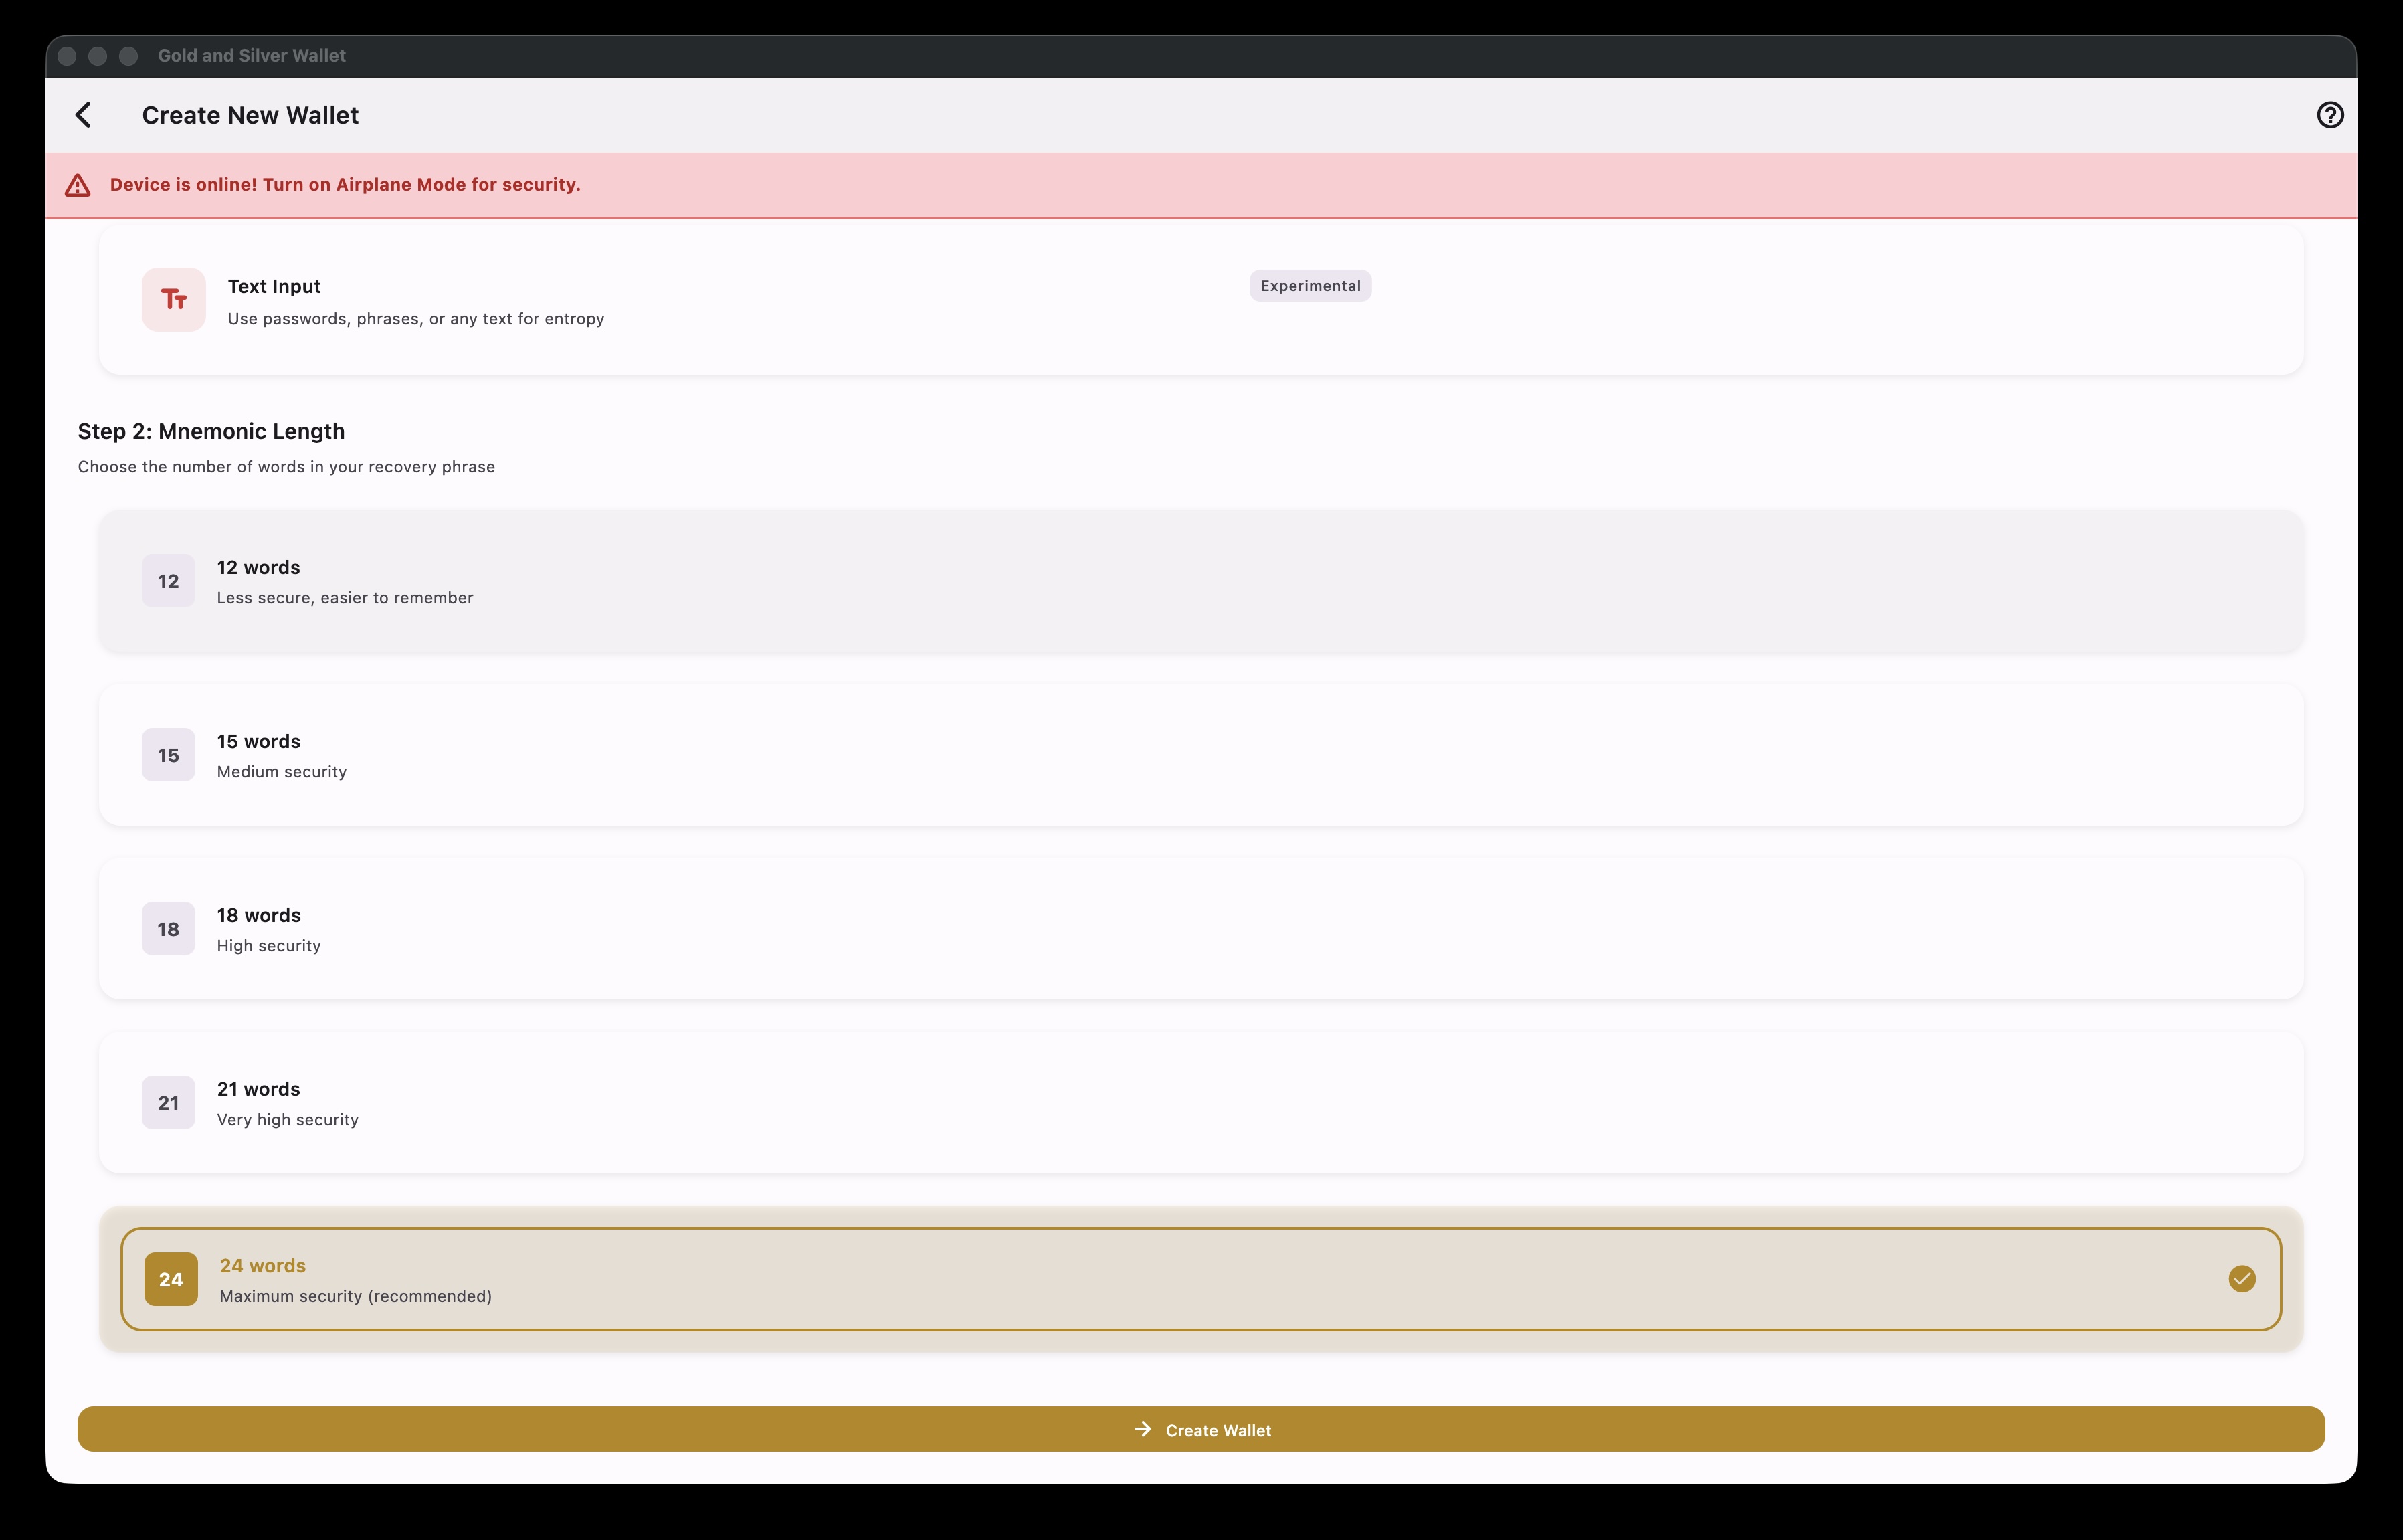 Gold and Silver Wallet
Create New Wallet
Device is online! Turn on Airplane Mode for security.
Text Input
Experimental
Use passwords, phrases, or any text for entropy
Step 2: Mnemonic Length
Choose the number of words in your recovery phrase
12
12 words
Less secure, easier to remember
15
15 words
Medium security
18
18 words
High security
21
21 words
Very high security
24
24 words
Maximum security (recommended)
Create Wallet